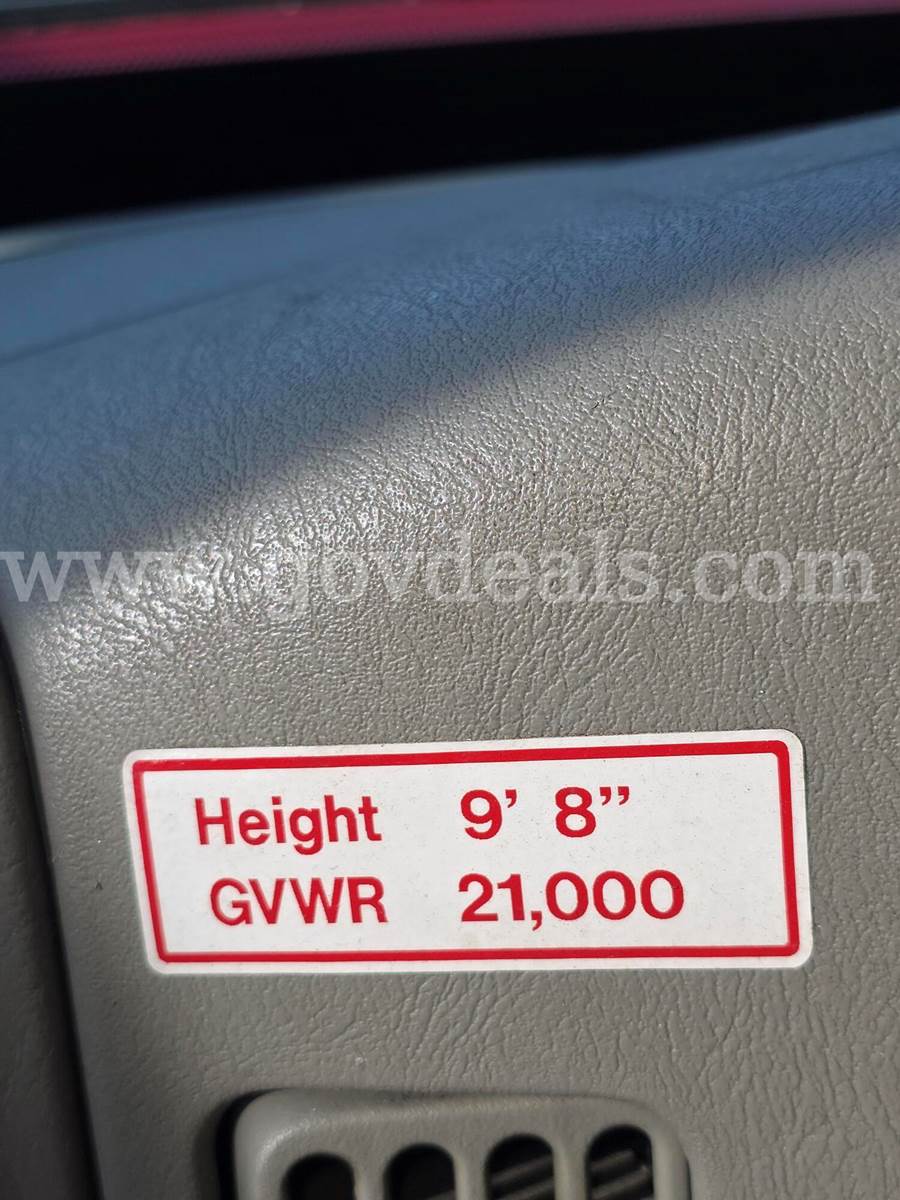 www.govdeals.com
Height 9’ 8”
GVWR 21,000